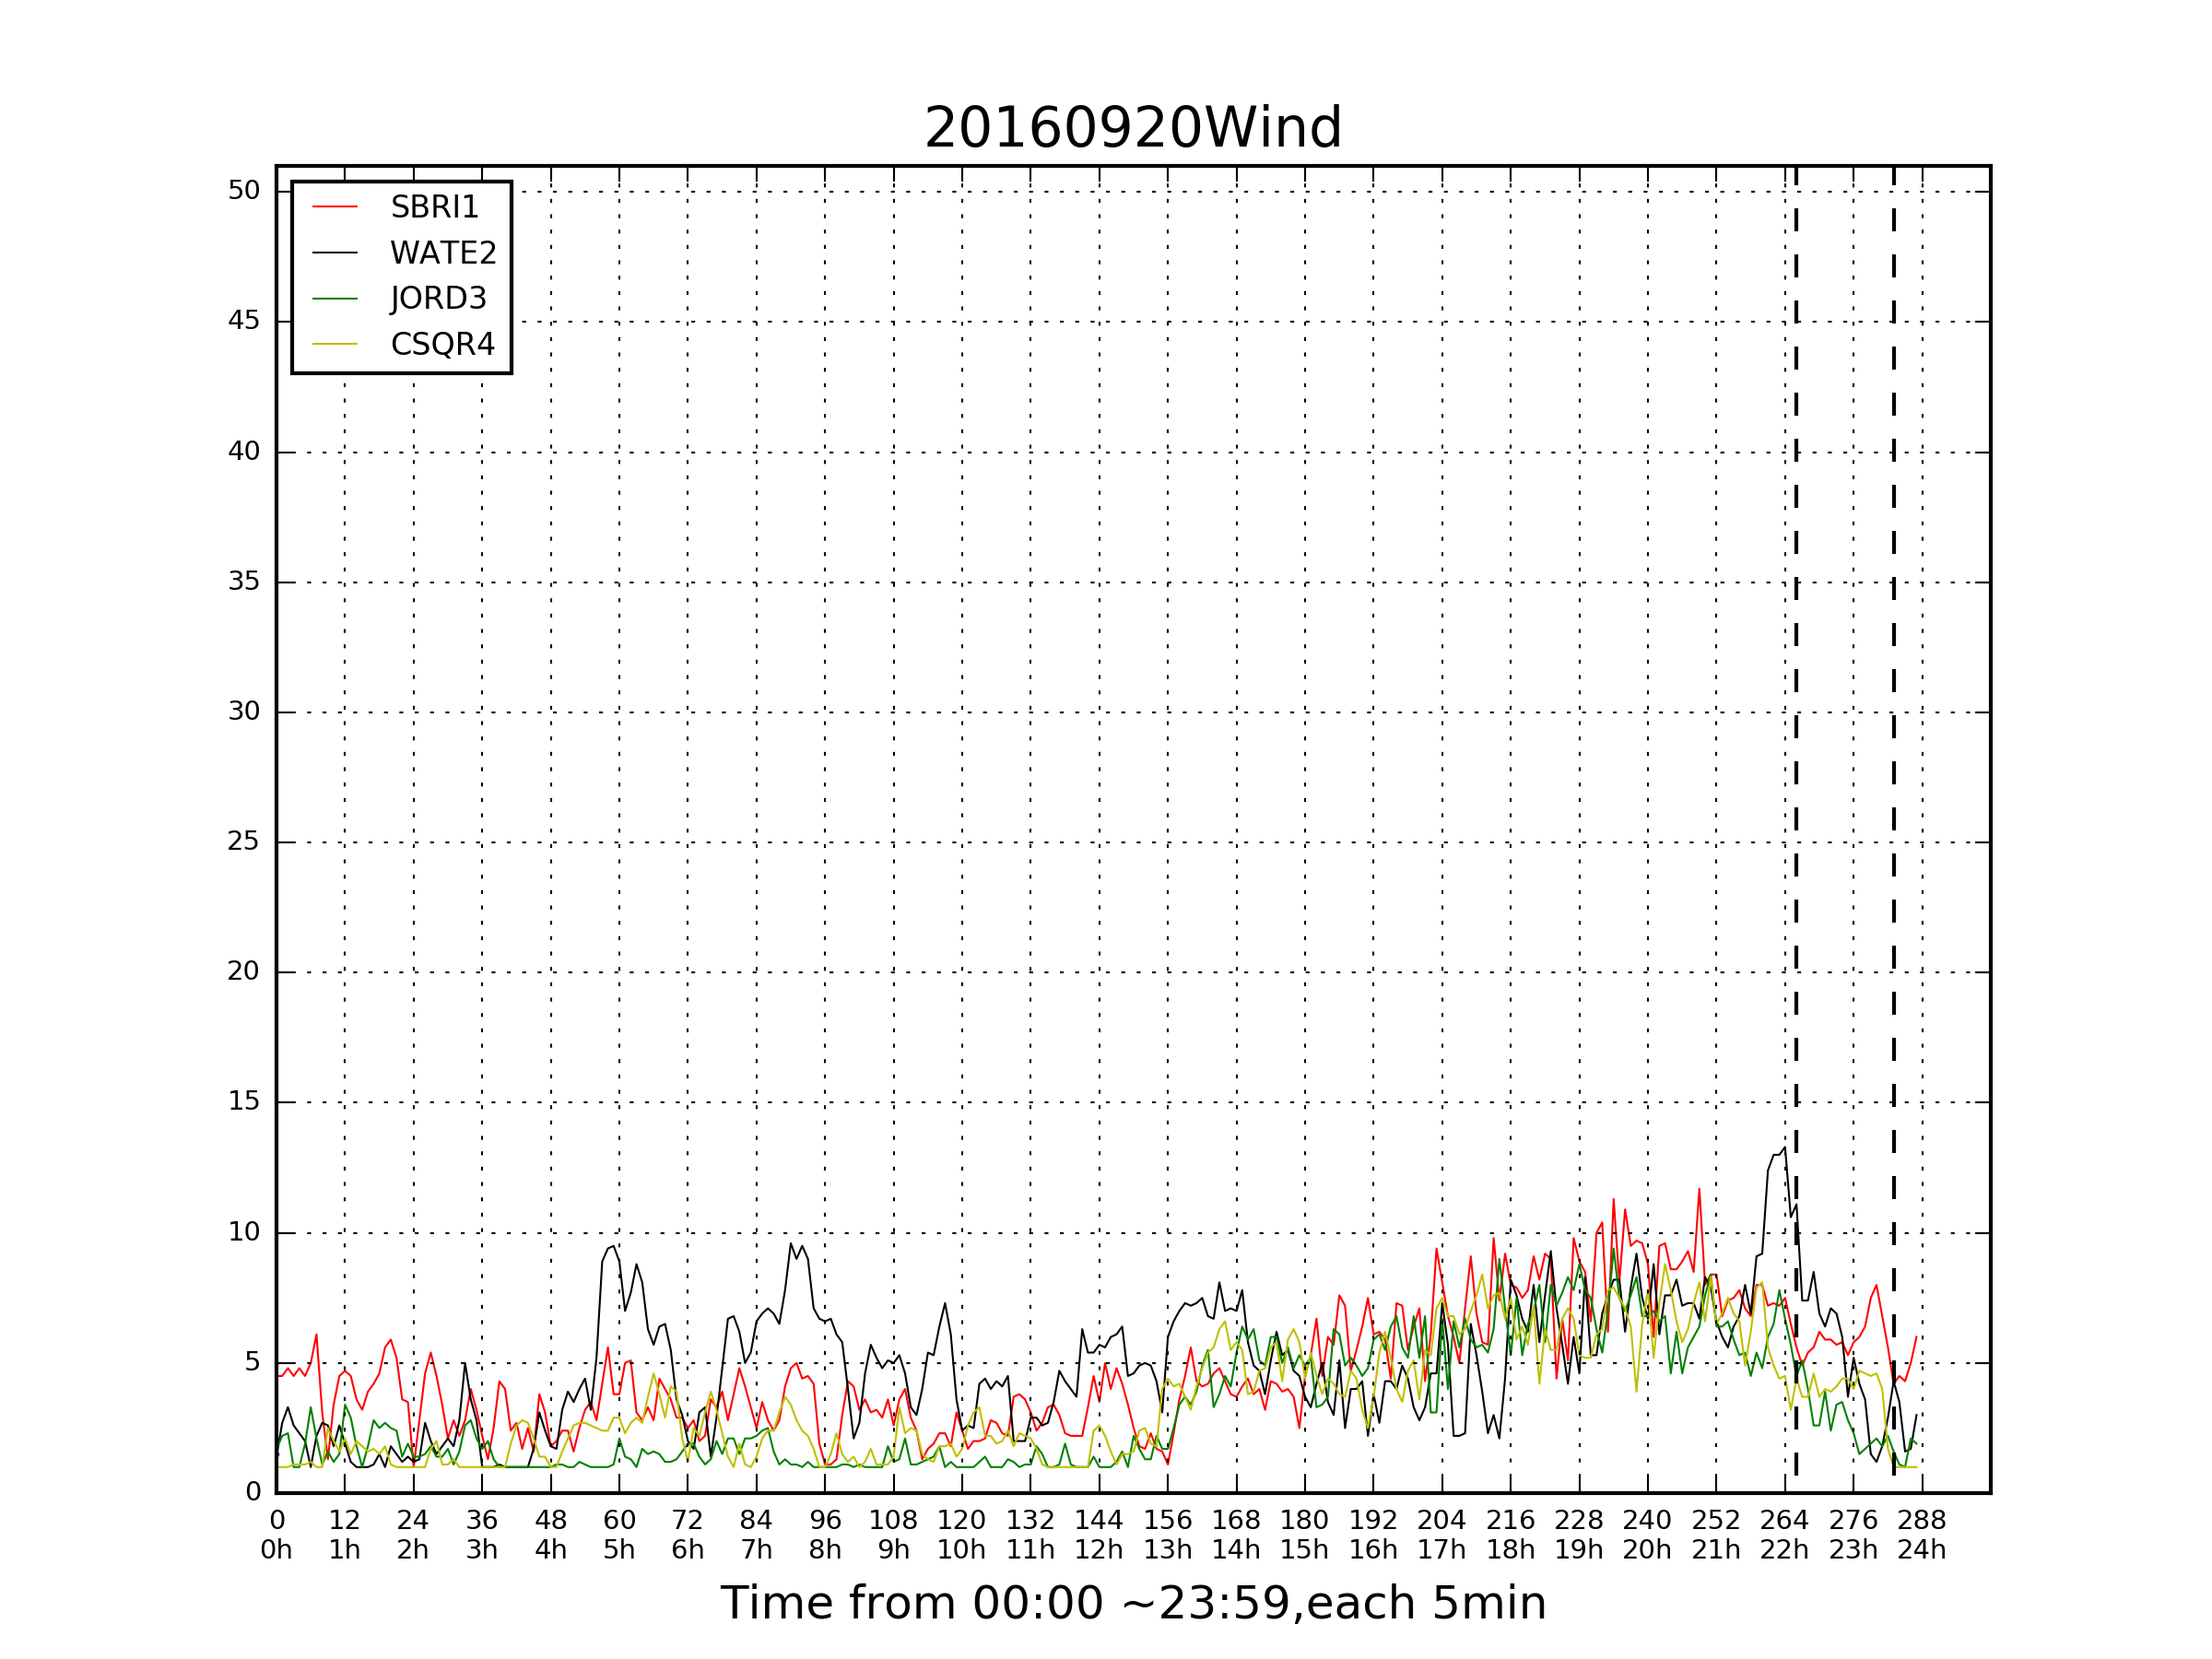 20160920Wind
SBRI1
WATE2
JORD3
CSQR4
50
45
40
35
30
25
20
15
10
5
0
0 12 24 36 48 60 72 84 96 108 120 132 144 156 168 180 192 204 216 228 240 252 264 276 288
0h 1h 2h 3h 4h 5h 6h 7h 8h 9h 10h 11h 12h 13h 14h 15h 16h 17h 18h 19h 20h 21h 22h 23h 24h
Time from 00:00 ~23:59,each 5min